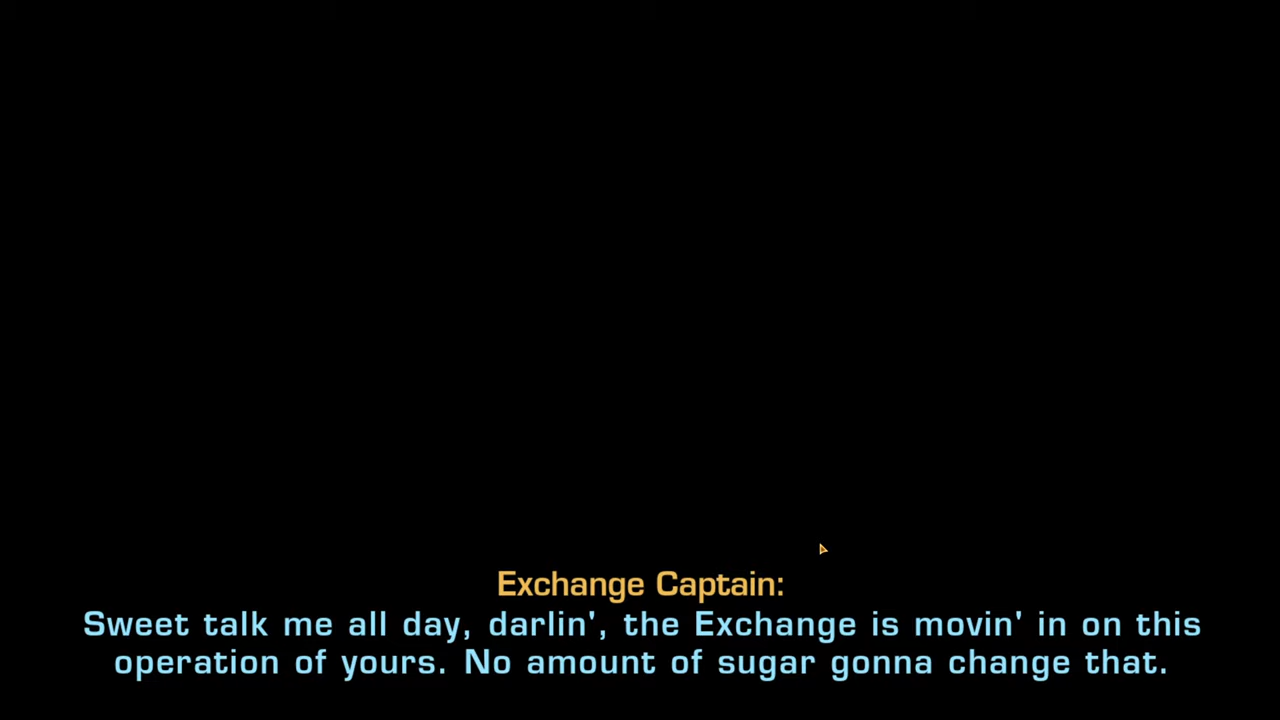 Exchange Captain:
Sweet talk me all day, darlin', the Exchange is movin' in on this
operation of yours. No amount of sugar gonna change that.